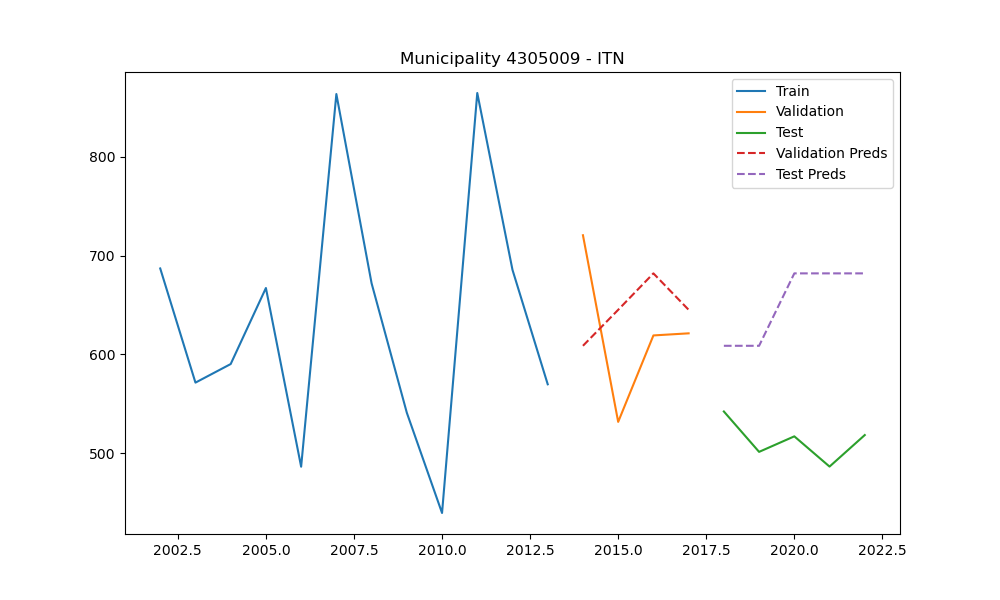 Municipality 4305009 - ITN
Train
Validation
Test
Validation Preds
Test Preds
800
700
600
500
2002.5 2005.0 2007.5 2010.0 2012.5 2015.0 2017.5 2020.0 2022.5